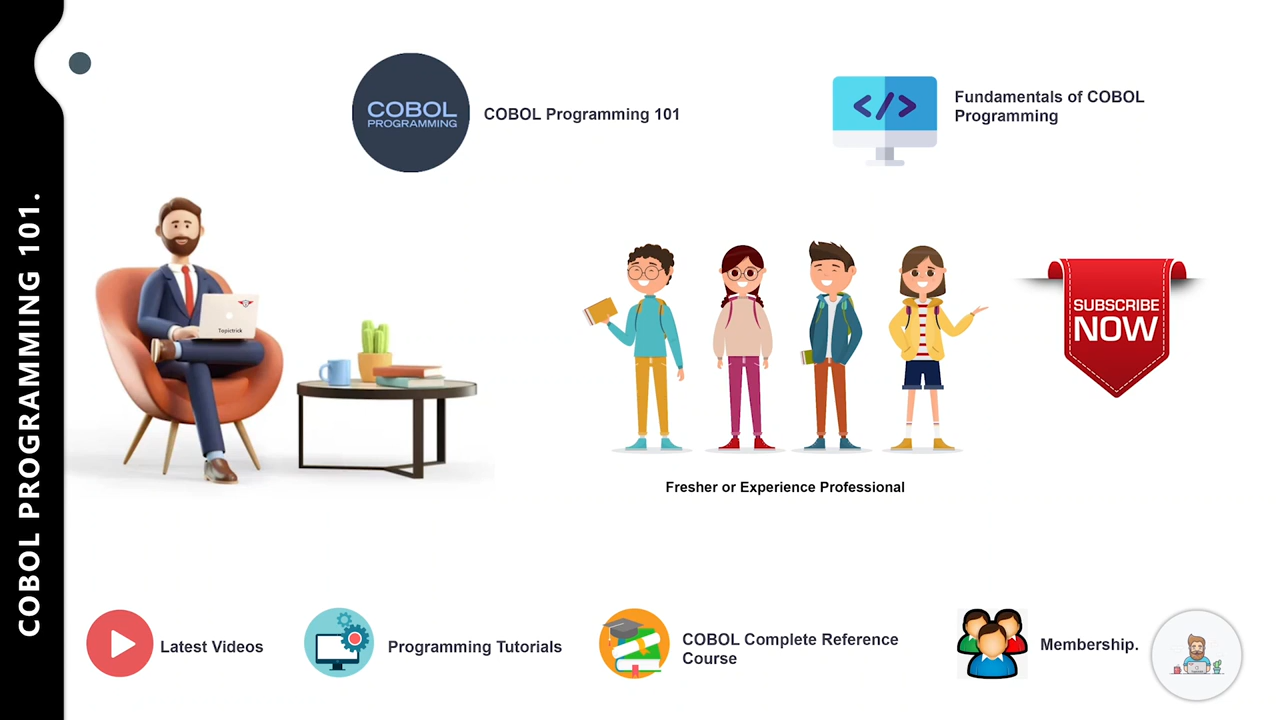 COBOL PROGRAMMING 101.
COBOL
PROGRAMMING
COBOL Programming 101
Fundamentals of COBOL
Programming
Topictrick
SUBSCRIBE
NOW
Fresher or Experience Professional
Latest Videos
Programming Tutorials
COBOL Complete Reference
Course
Membership.